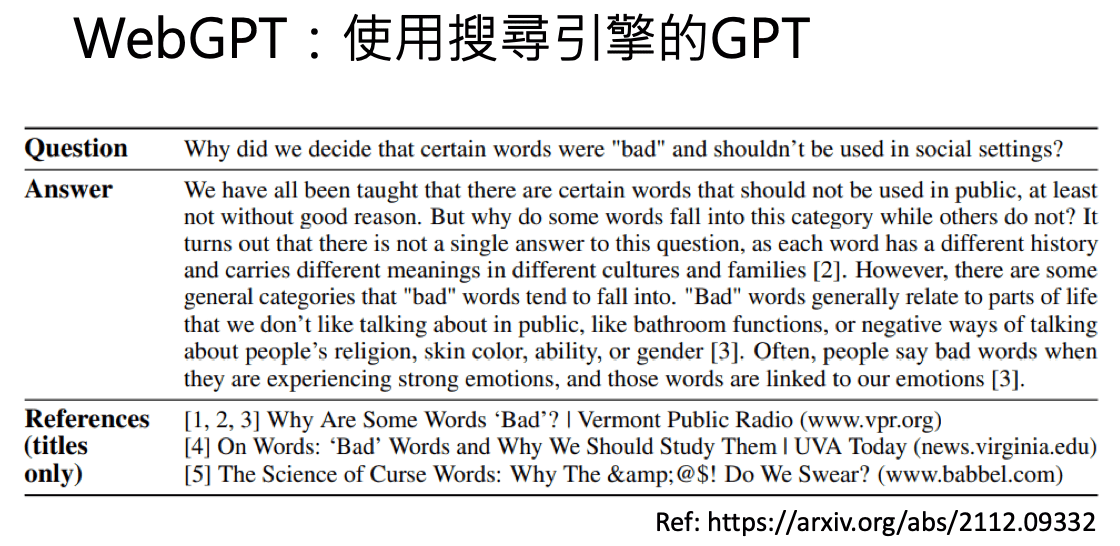 WebGPT：使用搜尋引擎的GPT
Question Why did we decide that certain words were "bad" and shouldn't be used in social settings?
Answer We have all been taught that there are certain words that should not be used in public, at least
not without good reason. But why do some words fall into this category while others do not? It
turns out that there is not a single answer to this question, as each word has a different history
and carries different meanings in different cultures and families [2]. However, there are some
general categories that "bad" words tend to fall into. "Bad" words generally relate to parts of life
that we don't like talking about in public, like bathroom functions, or negative ways of talking
about people's religion, skin color, ability, or gender [3]. Often, people say bad words when
they are experiencing strong emotions, and those words are linked to our emotions [3].
References [1, 2, 3] Why Are Some Words ‘Bad’? | Vermont Public Radio (www.vpr.org)
(titles [4] On Words: ‘Bad’ Words and Why We Should Study Them | UVA Today (news.virginia.edu)
only) [5] The Science of Curse Words: Why The &amp;@$! Do We Swear? (www.babbel.com)
Ref: https://arxiv.org/abs/2112.09332